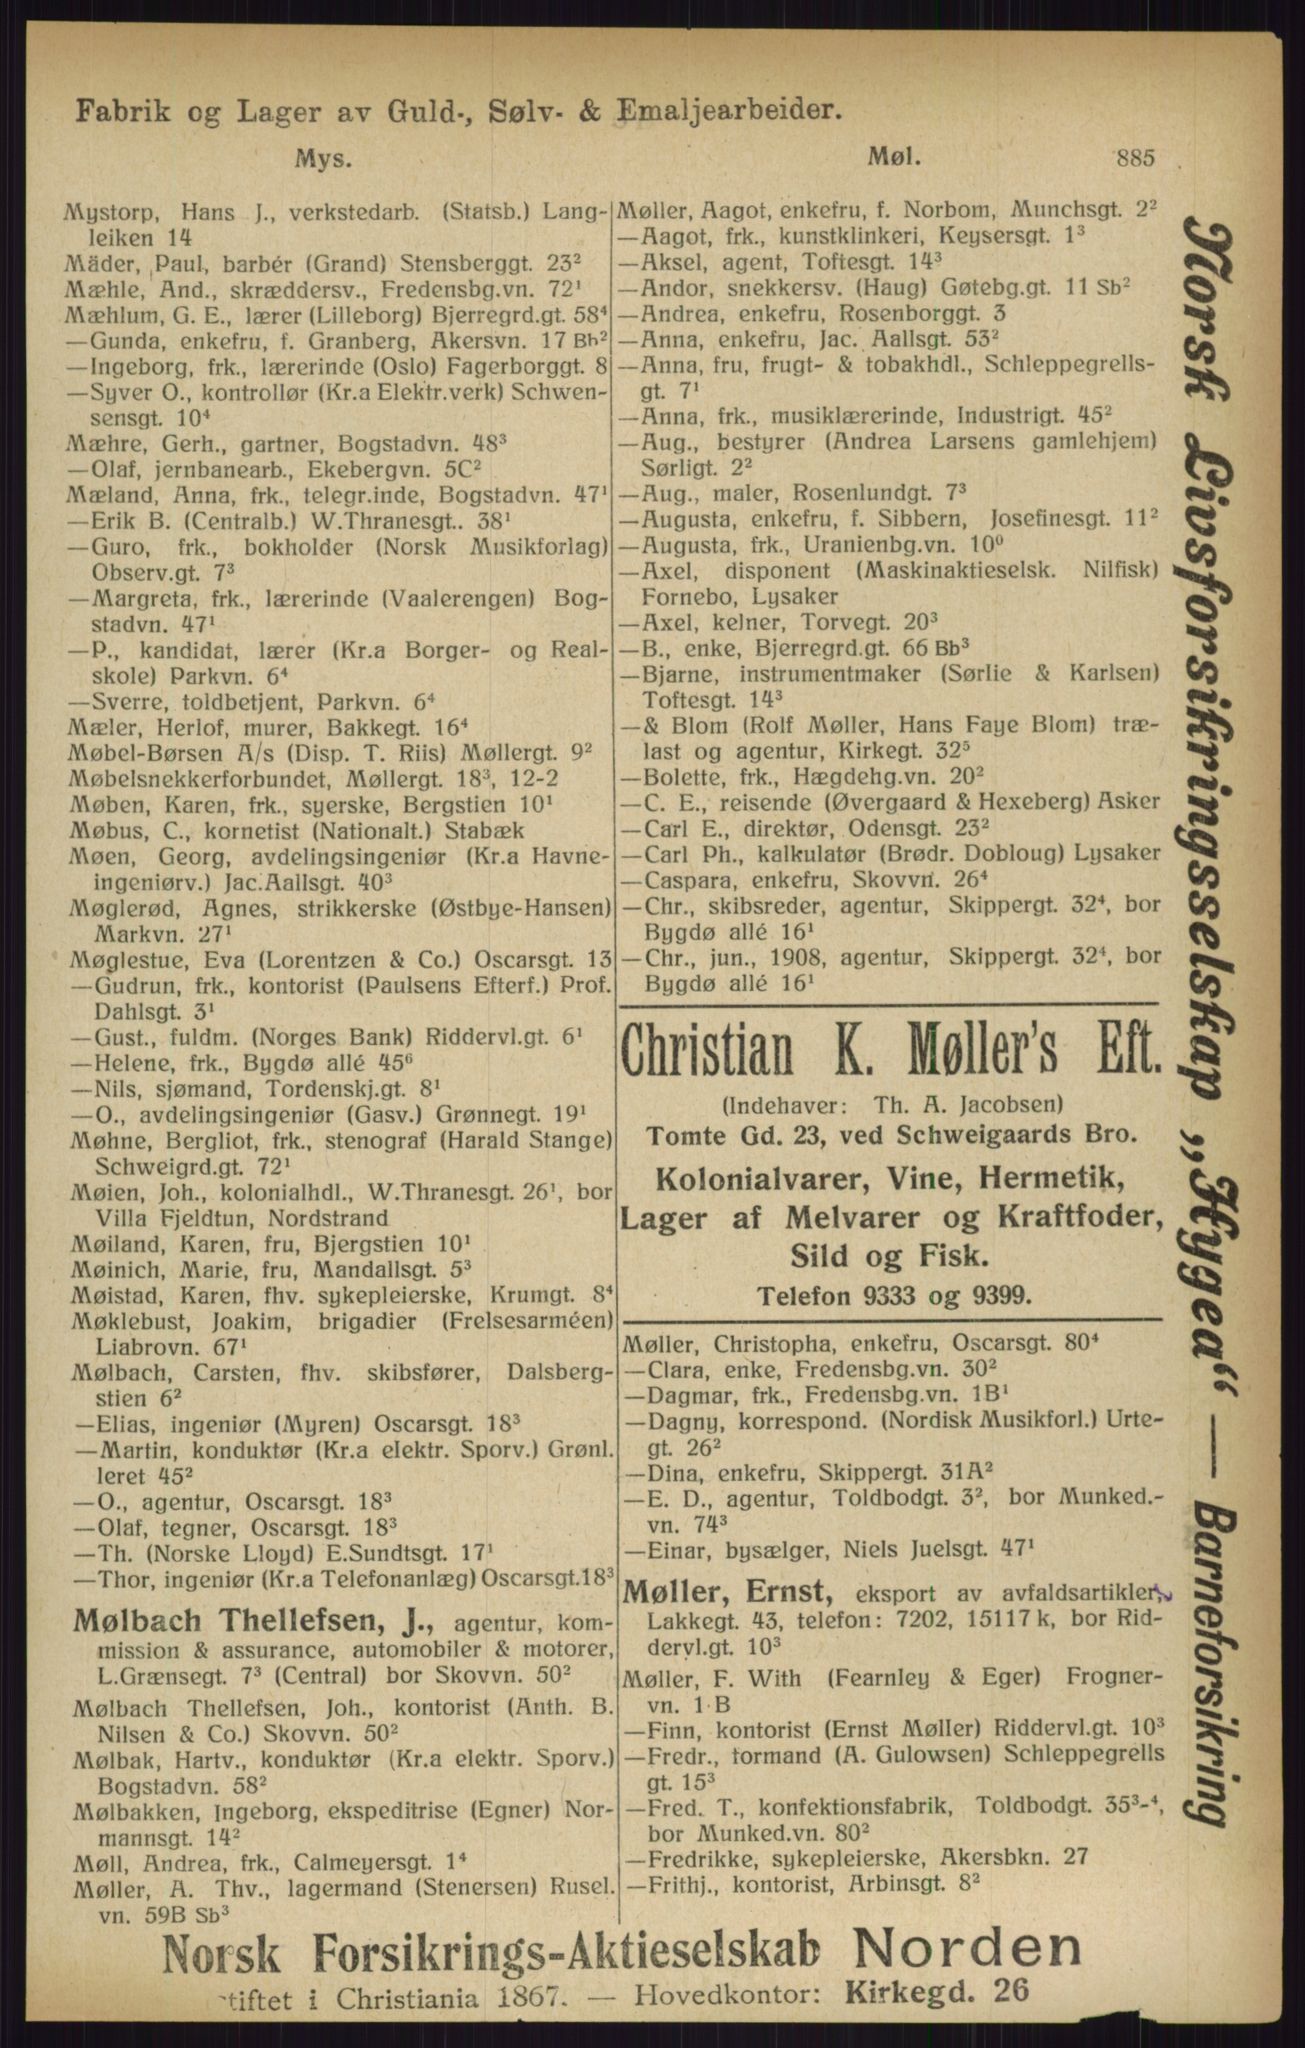 Fabrik og Lager av Guld-, Sølv- & Emaljearbeider.
Mys.
Møl.
885
Mystorp, Hans J., verkstedarb. (Statsb.) Lang-
leiken 14
Mäder, Paul, barbér (Grand) Stensberggt. 23²
Mæhle, And., skræddersv., Fredensbg.vn. 72¹
Mæhlum, G. E., lærer (Lilleborg) Bjerregrd.gt. 58⁴
—Gunda, enkefru, f. Granberg, Akersvn. 17 Bh²
—Ingeborg, frk., lærerinde (Oslo) Fagerborggt. 8
—Syver O., kontrollør (Kr.a Elektr.verk) Schwen-
sensgt. 10⁴
Mæhre, Gerh., gartner, Bogstadvn. 48³
—Olaf, jernbanearb., Ekebergvn. 5C²
Mæland, Anna, frk., telegr.inde, Bogstadvn. 47¹
—Erik B. (Centralb.) W.Thranesgt.. 38¹
—Guro, frk., bokholder (Norsk Musikforlag)
Observ.gt. 7³
—Margreta, frk., lærerinde (Vaalerengen) Bog-
stadvn. 47¹
—P., kandidat, lærer (Kr.a Borger- og Real-
skole) Parkvn. 6⁴
—Sverre, toldbetjent, Parkvn. 6⁴
Mæler, Herlof, murer, Bakkegt. 16⁴
Møbel-Børsen A/s (Disp. T. Riis) Møllergt. 9²
Møbelsnekkerforbundet, Møllergt. 18³, 12-2
Møben, Karen, frk., syerske, Bergstien 10¹
Møbus, C., kornetist (Nationalt.) Stabæk
Møen, Georg, avdelingsingeniør (Kr.a Havne-
ingeniørv.) Jac.Aallsgt. 40³
Møglerød, Agnes, strikkerske (Østbye-Hansen)
Markvn. 27¹
Møglestue, Eva (Lorentzen & Co.) Oscarsgt. 13
—Gudrun, frk., kontorist (Paulsens Efterf.) Prof.
Dahlsgt. 3¹
—Gust., fuldm. (Norges Bank) Riddervl.gt. 6¹
—Helene, frk., Bygdø allé 45⁶
—Nils, sjømand, Tordenskj.gt. 8¹
—O., avdelingsingeniør (Gasv.) Grønnegt. 19¹
Møhne, Bergliot, frk., stenograf (Harald Stange)
Schweigrd.gt. 72¹
Møien, Joh., kolonialhdl., W.Thranesgt. 26¹, bor
Villa Fjeldtun, Nordstrand
Møiland, Karen, fru, Bjergstien 10¹
Møinich, Marie, fru, Mandallsgt. 5³
Møistad, Karen, fhv. sykepleierske, Krumgt. 8⁴
Møklebust, Joakim, brigadier (Frelsesarméen)
Liabrovn. 67¹
Mølbach, Carsten, fhv. skibsfører, Dalsberg-
stien 6²
—Elias, ingeniør (Myren) Oscarsgt. 18³
—Martin, konduktør (Kr.a elektr. Sporv.) Grønl.
leret 45²
—O., agentur, Oscarsgt. 18³
—Olaf, tegner, Oscarsgt. 18³
—Th. (Norske Lloyd) E.Sundtsgt. 17¹
—Thor, ingeniør (Kr.a Telefonanlæg) Oscarsgt.18³
Mølbach Thellefsen, J., agentur, kom-
mission & assurance, automobiler & motorer,
L.Grænsegt. 7³ (Central) bor Skovvn. 50²
Mølbach Thellefsen, Joh., kontorist (Anth. B.
Nilsen & Co.) Skovvn. 50²
Mølbak, Hartv., konduktør (Kr.a elektr. Sporv.)
Bogstadvn. 58²
Mølbakken, Ingeborg, ekspeditrise (Egner) Nor-
mannsgt. 14²
Møll, Andrea, frk., Calmeyersgt. 1⁴
Møller, A. Thv., lagermand (Stenersen) Rusel.
vn. 59B Sb³
Møller, Aagot, enkefru, f. Norbom, Munchsgt. 2²
—Aagot, frk., kunstklinkeri, Keysersgt. 1³
—Aksel, agent, Toftesgt. 14³
—Andor, snekkersv. (Haug) Gøtebg.gt. 11 Sb²
—Andrea, enkefru, Rosenborggt. 3
—Anna, enkefru, Jac. Aallsgt. 53²
—Anna, fru, frugt- & tobakhdl., Schleppegrells-
gt. 7¹
—Anna, frk., musiklærerinde, Industrigt. 45²
—Aug., bestyrer (Andrea Larsens gamlehjem)
Sørligt. 2²
—Aug., maler, Rosenlundgt. 7³
—Augusta, enkefru, f. Sibbern, Josefinesgt. 11²
—Augusta, frk., Uranienbg.vn. 10⁰
—Axel, disponent (Maskinaktieselsk. Nilfisk)
Fornebo, Lysaker
—Axel, kelner, Torvegt. 20³
—B., enke, Bjerregrd.gt. 66 Bb³
—Bjarne, instrumentmaker (Sørlie & Karlsen)
Toftesgt. 14³
—& Blom (Rolf Møller, Hans Faye Blom) træ-
last og agentur, Kirkegt. 32⁵
—Bolette, frk., Hægdehg.vn. 20²
—C. E., reisende (Øvergaard & Hexeberg) Asker
—Carl E., direktør, Odensgt. 23²
—Carl Ph., kalkulatør (Brødr. Dobloug) Lysaker
—Caspara, enkefru, Skovvn. 26⁴
—Chr., skibsreder, agentur, Skippergt. 32⁴, bor
Bygdø allé 16¹
—Chr., jun., 1908, agentur, Skippergt. 32⁴, bor
Bygdø allé 16¹
Christian K. Møller's Eft.
(Indehaver: Th. A. Jacobsen)
Tomte Gd. 23, ved Schweigaards Bro.
Kolonialvarer, Vine, Hermetik,
Lager af Melvarer og Kraftfoder,
Sild og Fisk.
Telefon 9333 og 9399.
Møller, Christopha, enkefru, Oscarsgt. 80⁴
—Clara, enke, Fredensbg.vn. 30²
—Dagmar, frk., Fredensbg.vn. 1B¹
—Dagny, korrespond. (Nordisk Musikforl.) Urte-
gt. 26²
—Dina, enkefru, Skippergt. 31A²
—E. D., agentur, Toldbodgt. 3², bor Munked.-
vn. 74³
—Einar, bysælger, Niels Juelsgt. 47¹
Møller, Ernst, eksport av avfaldsartikler,
Lakkegt. 43, telefon: 7202, 15117 k, bor Rid-
dervl.gt. 10³
Møller, F. With (Fearnley & Eger) Frogner-
vn. 1 B
—Finn, kontorist (Ernst Møller) Riddervl.gt. 10³
—Fredr., formand (A. Gulowsen) Schleppegrells
gt. 15³
—Fred. T., konfektionsfabrik, Toldbodgt. 35³-⁴,
bor Munked.vn. 80²
—Fredrikke, sykepleierske, Akersbkn. 27
—Frithj., kontorist, Arbinsgt. 8²
Norsk Livsforsikringsselskap „Hygea“ — Barneforsikring
Norsk Forsikrings-Aktieselskab Norden
tiftet i Christiania 1867. — Hovedkontor: Kirkegd. 26